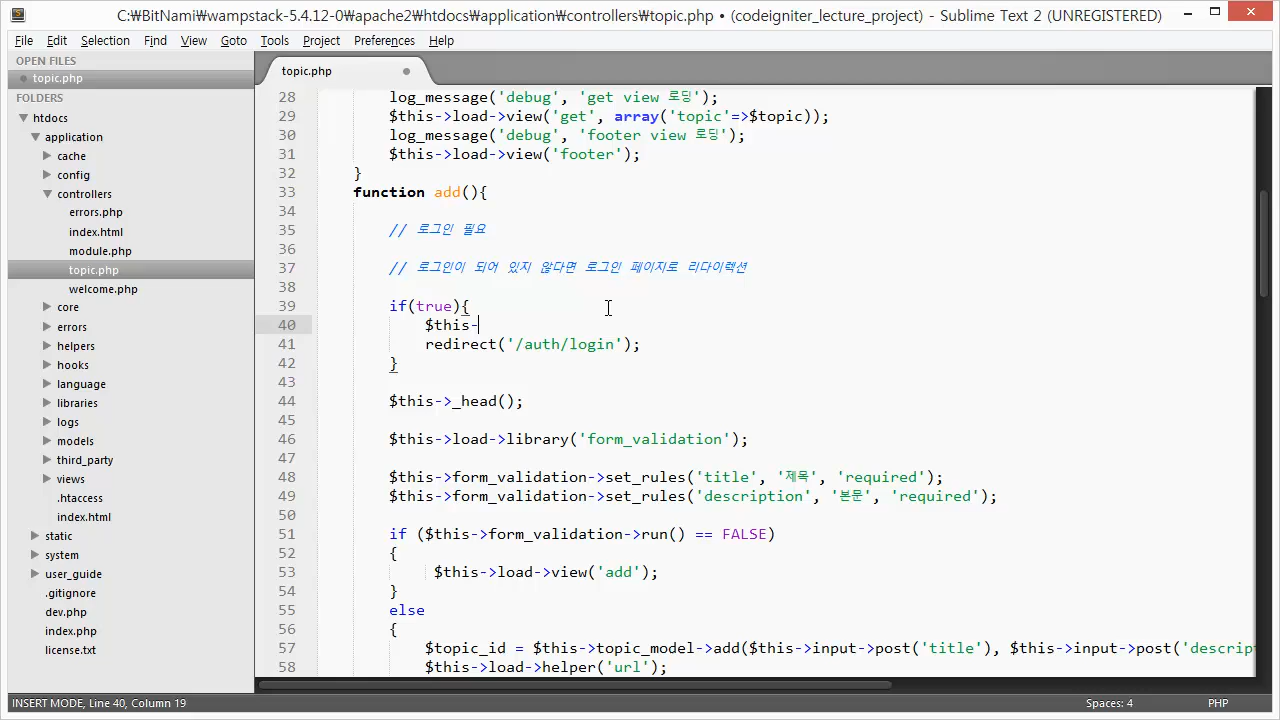 C:₩BitNami₩wampstack-5.4.12-0₩apache2₩htdocs₩application₩controllers₩topic.php • (codeigniter_lecture_project) - Sublime Text 2 (UNREGISTERED)
File Edit Selection Find View Goto Tools Project Preferences Help
OPEN FILES
topic.php
FOLDERS
htdocs
application
cache
config
controllers
errors.php
index.html
module.php
topic.php
welcome.php
core
errors
helpers
hooks
language
libraries
logs
models
third_party
views
.htaccess
index.html
static
system
user_guide
.gitignore
dev.php
index.php
license.txt
topic.php
28 log_message('debug', 'get view 로딩');
29 $this->load->view('get', array('topic'=>$topic));
30 log_message('debug', 'footer view 로딩');
31 $this->load->view('footer');
32 }
33 function add(){
34
35 // 로그인 필요
36
37 // 로그인이 되어 있지 않다면 로그인 페이지로 리다이렉션
38
39 if(true){
40 $this-
41 redirect('/auth/login');
42 }
43
44 $this->_head();
45
46 $this->load->library('form_validation');
47
48 $this->form_validation->set_rules('title', '제목', 'required');
49 $this->form_validation->set_rules('description', '본문', 'required');
50
51 if ($this->form_validation->run() == FALSE)
52 {
53 $this->load->view('add');
54 }
55 else
56 {
57 $topic_id = $this->topic_model->add($this->input->post('title'), $this->input->post('descrip
58 $this->load->helper('url');
INSERT MODE, Line 40, Column 19
Spaces: 4
PHP